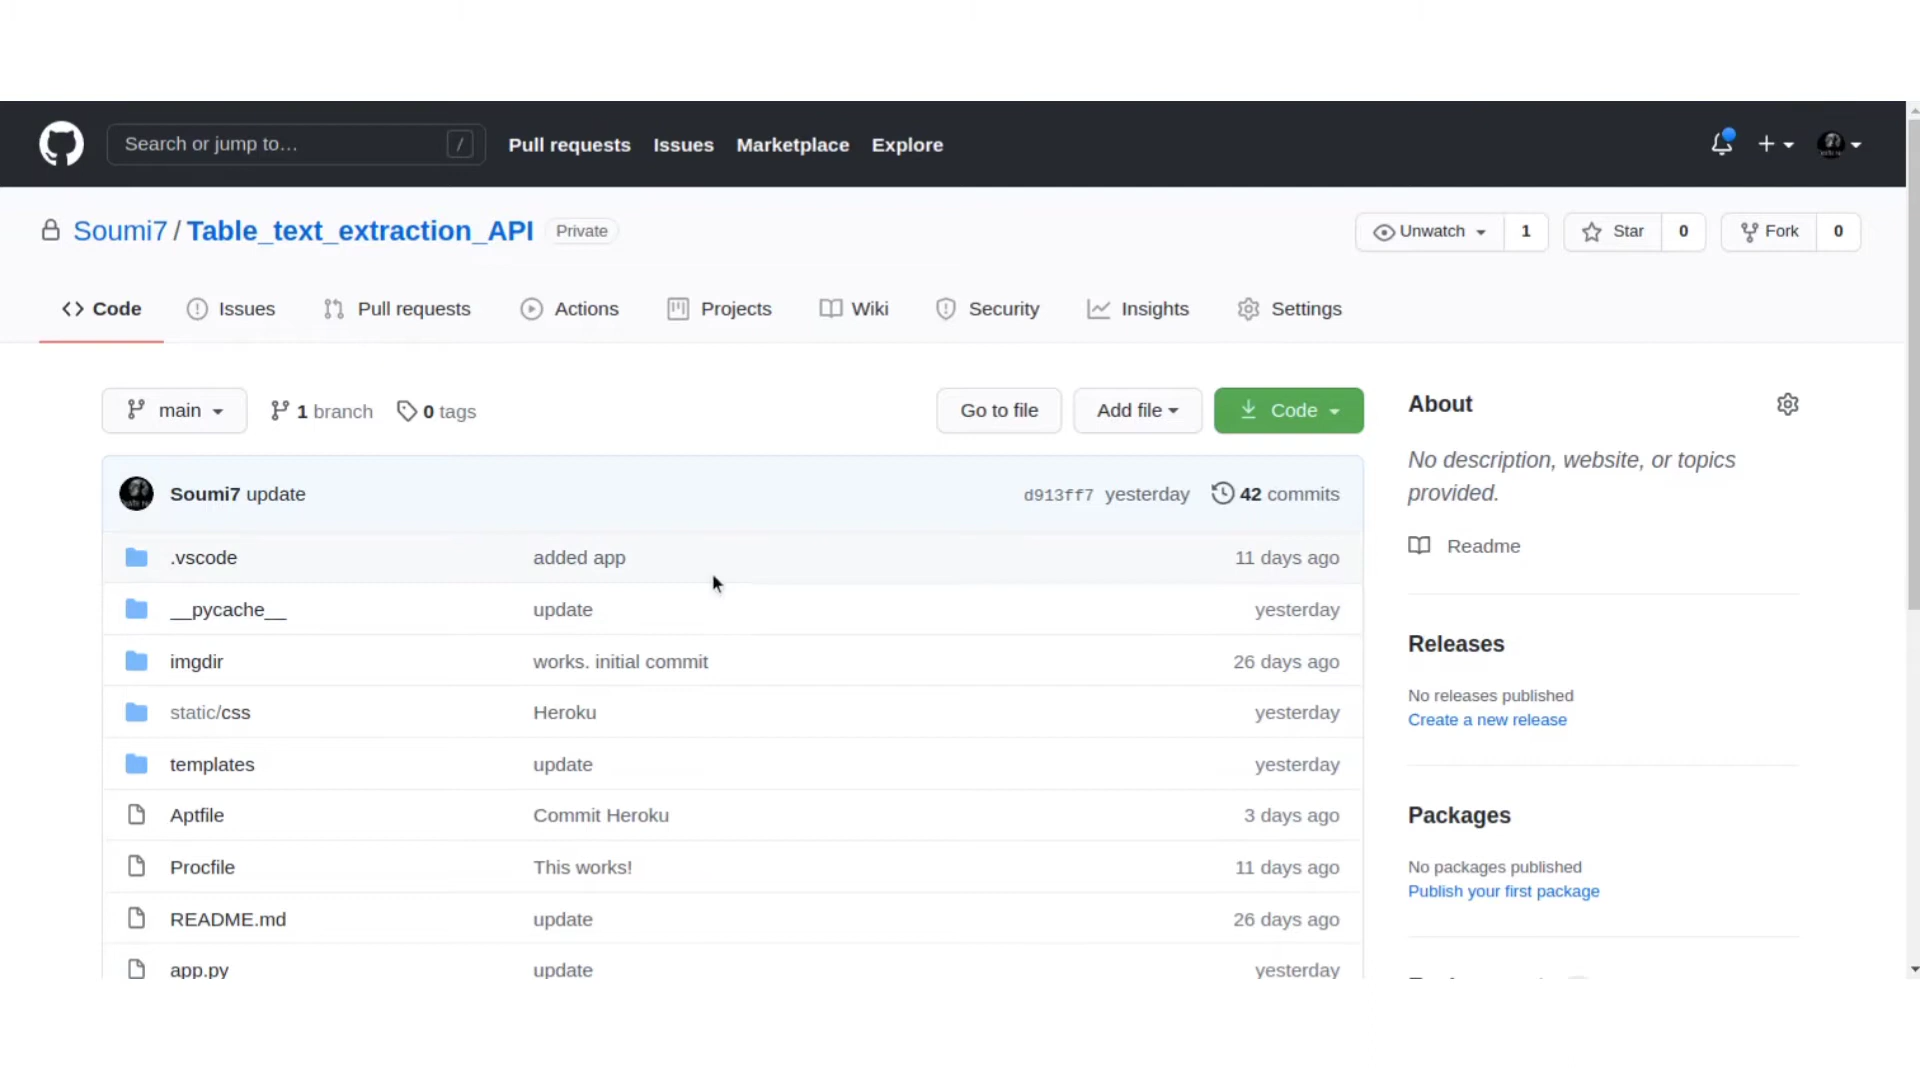 Search or jump to…
/
Pull requests Issues Marketplace Explore
Soumi7 / Table_text_extraction_API Private
Unwatch 1 Star 0 Fork 0
Code Issues Pull requests Actions Projects Wiki Security Insights Settings
main 1 branch 0 tags Go to file Add file Code
Soumi7 update d913ff7 yesterday 42 commits
.vscode added app 11 days ago
__pycache__ update yesterday
imgdir works. initial commit 26 days ago
static/css Heroku yesterday
templates update yesterday
Aptfile Commit Heroku 3 days ago
Procfile This works! 11 days ago
README.md update 26 days ago
app.py update yesterday
About
No description, website, or topics
provided.
Readme
Releases
No releases published
Create a new release
Packages
No packages published
Publish your first package